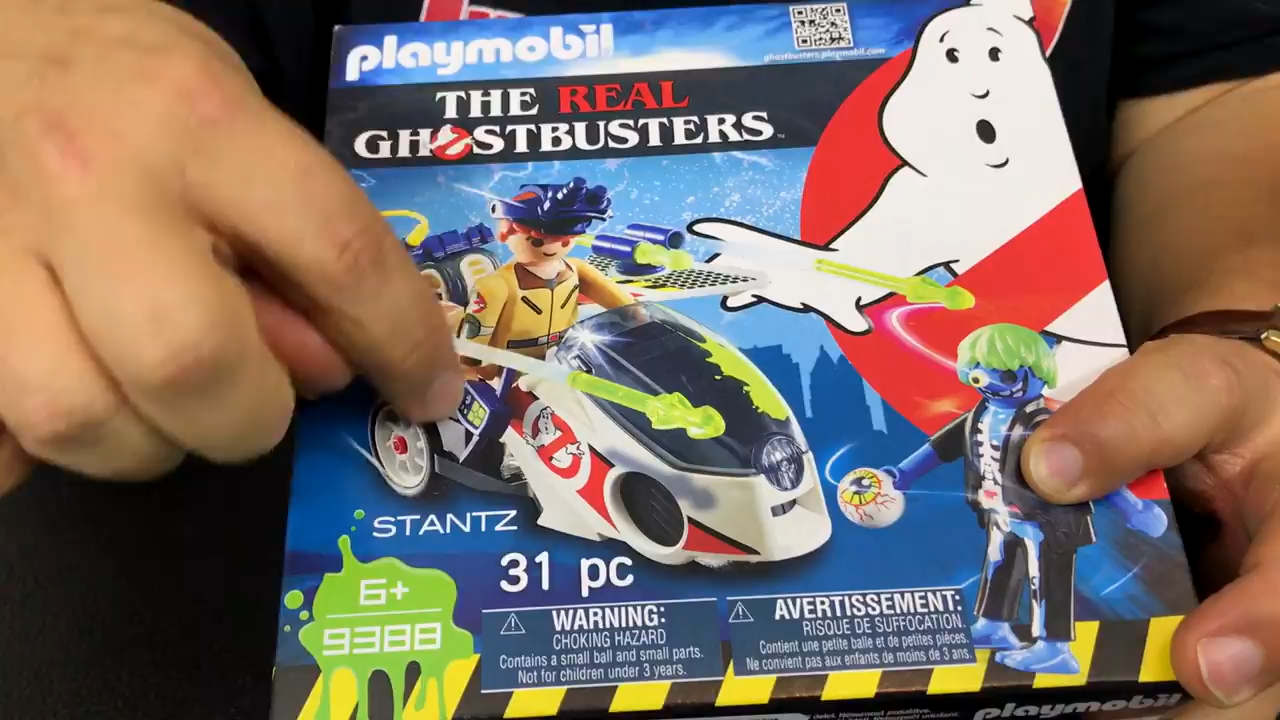 playmobil
ghostbusters.playmobil.com
THE REAL
GHOSTBUSTERS™
STANTZ
31 pc
6+
9388
WARNING:
CHOKING HAZARD
Contains a small ball and small parts.
Not for children under 3 years.
AVERTISSEMENT:
RISQUE DE SUFFOCATION.
Contient une petite balle et de petites pièces.
Ne convient pas aux enfants de moins de 3 ans.
playmobil